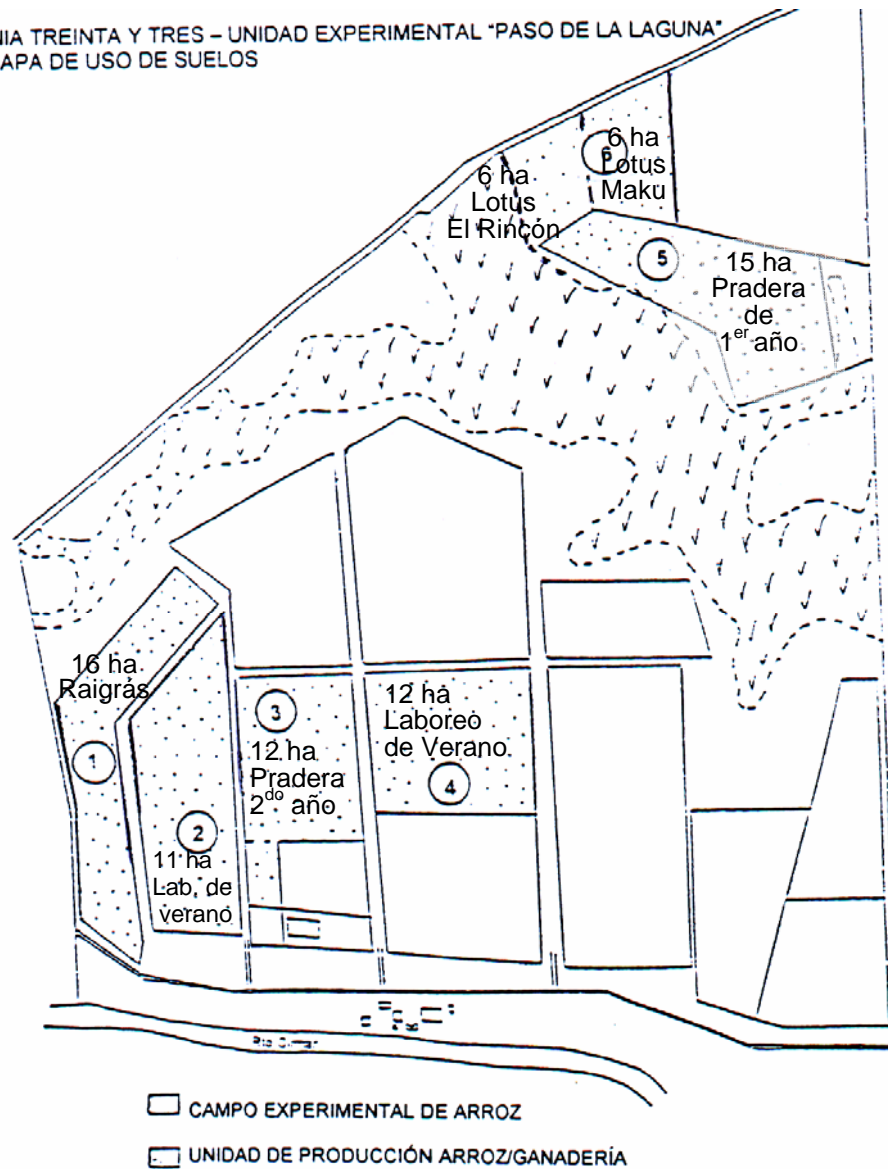 NIA TREINTA Y TRES – UNIDAD EXPERIMENTAL "PASO DE LA LAGUNA"
APA DE USO DE SUELOS
6
6 ha
Lotus
Maku
6 ha
Lotus
El Rincón
5
15 ha
Pradera
de
1er año
16 ha
Raigrás
1
2
11 ha
Lab. de
verano
3
12 ha
Pradera
2do año
12 ha
Laboreo
de Verano
4
CAMPO EXPERIMENTAL DE ARROZ
UNIDAD DE PRODUCCIÓN ARROZ/GANADERÍA